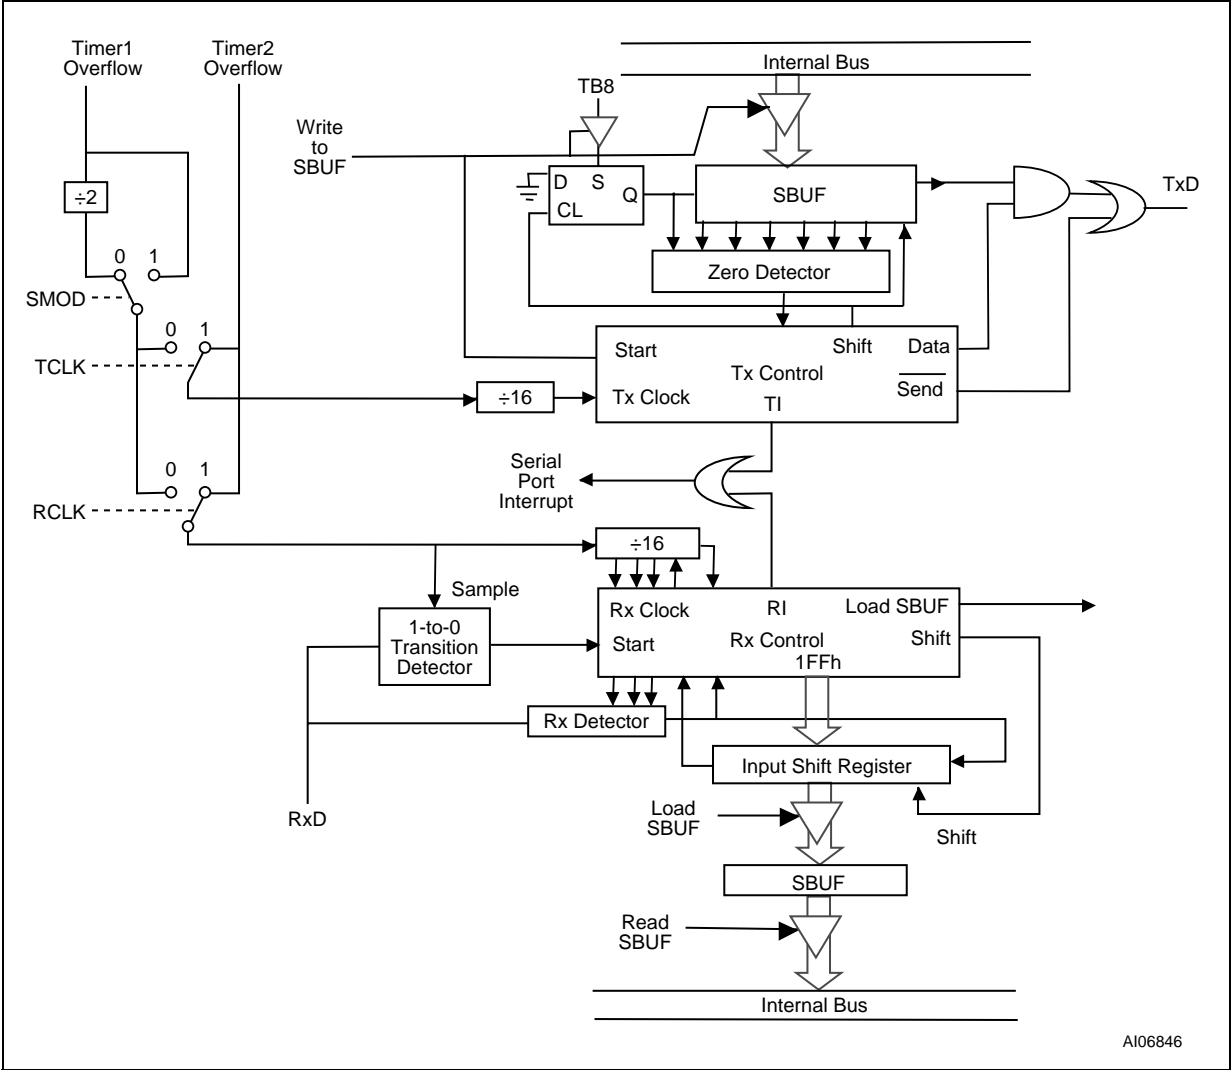 Timer1
Overflow
Timer2
Overflow
Internal Bus
TB8
Write
to
SBUF
D S
Q
CL
SBUF
TxD
÷2
Zero Detector
0 1
SMOD
0 1
TCLK
Start
Shift
Data
Tx Control
Send
Tx Clock
TI
÷16
Serial
Port
Interrupt
0 1
RCLK
÷16
Sample
1-to-0
Transition
Detector
Rx Clock
RI
Load SBUF
Start
Rx Control
Shift
1FFh
Rx Detector
Input Shift Register
RxD
Load
SBUF
Shift
SBUF
Read
SBUF
Internal Bus
AI06846